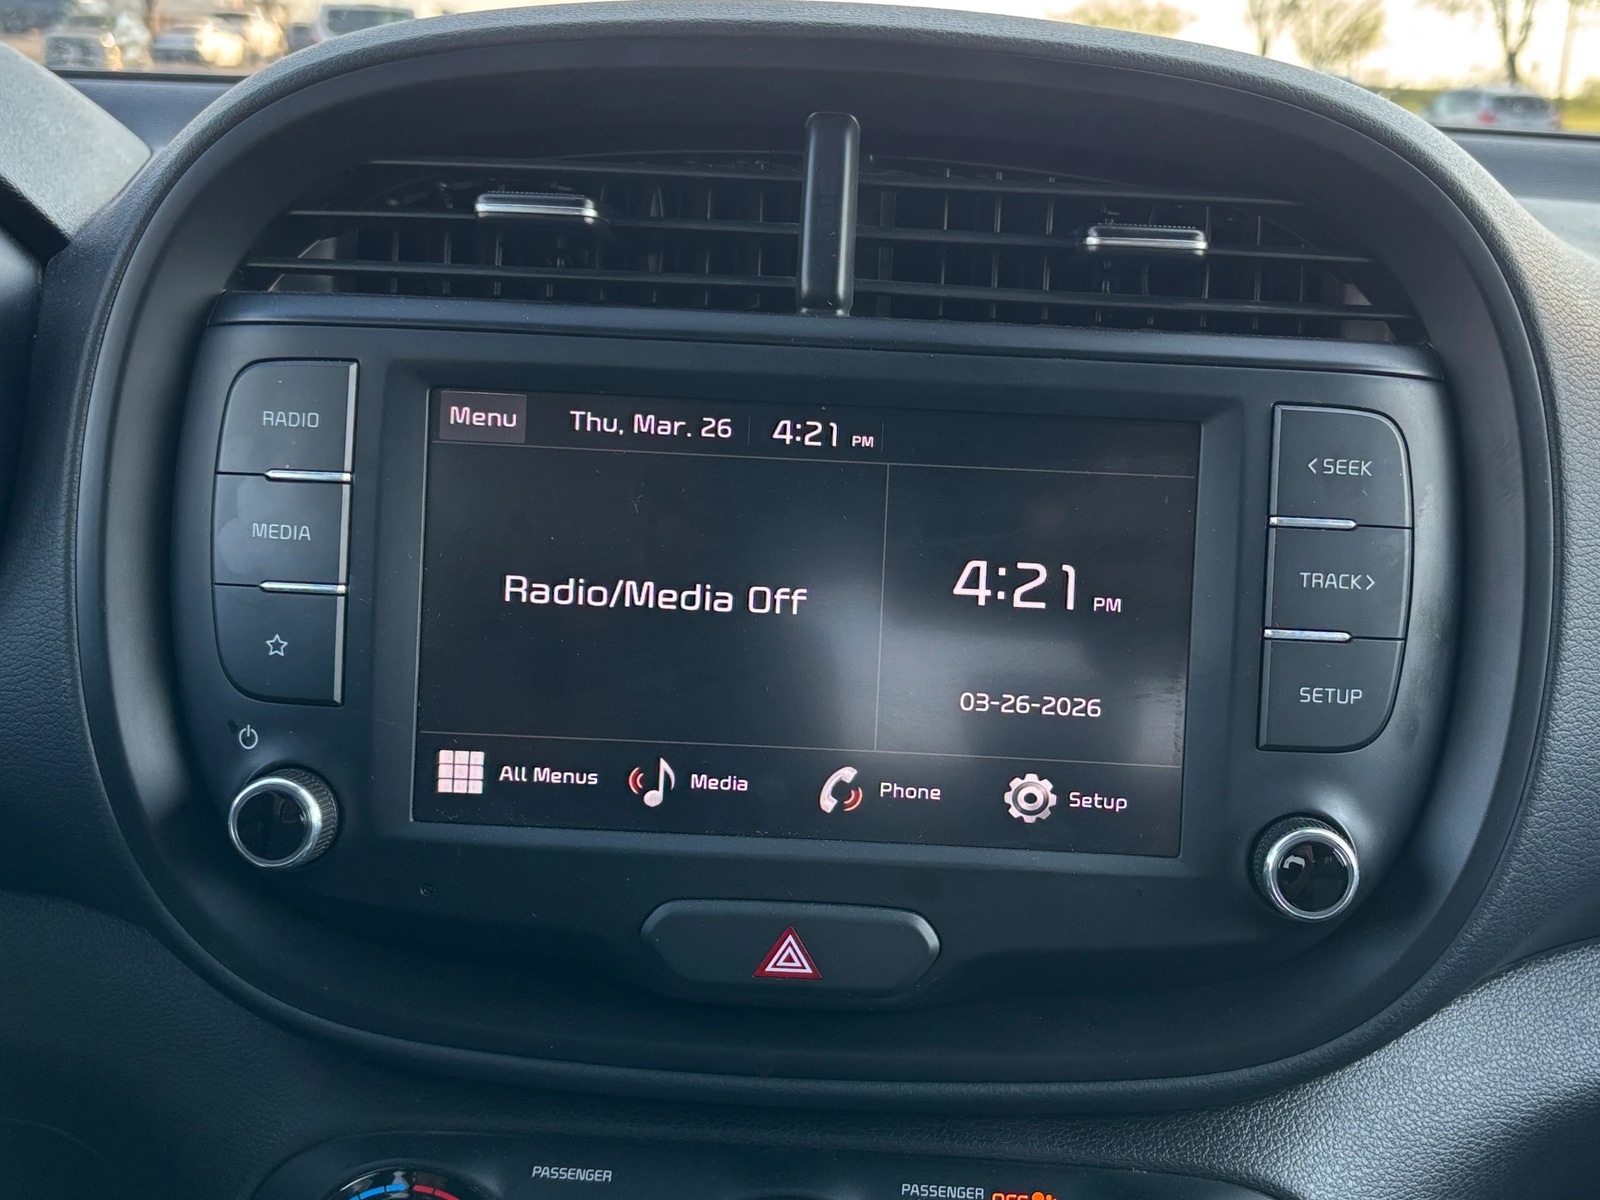 RADIO
MEDIA
Menu
Thu, Mar. 26
4:21 PM
Radio/Media Off
4:21 PM
03-26-2026
All Menus
Media
Phone
Setup
< SEEK
TRACK >
SETUP
PASSENGER
PASSENGER OFF